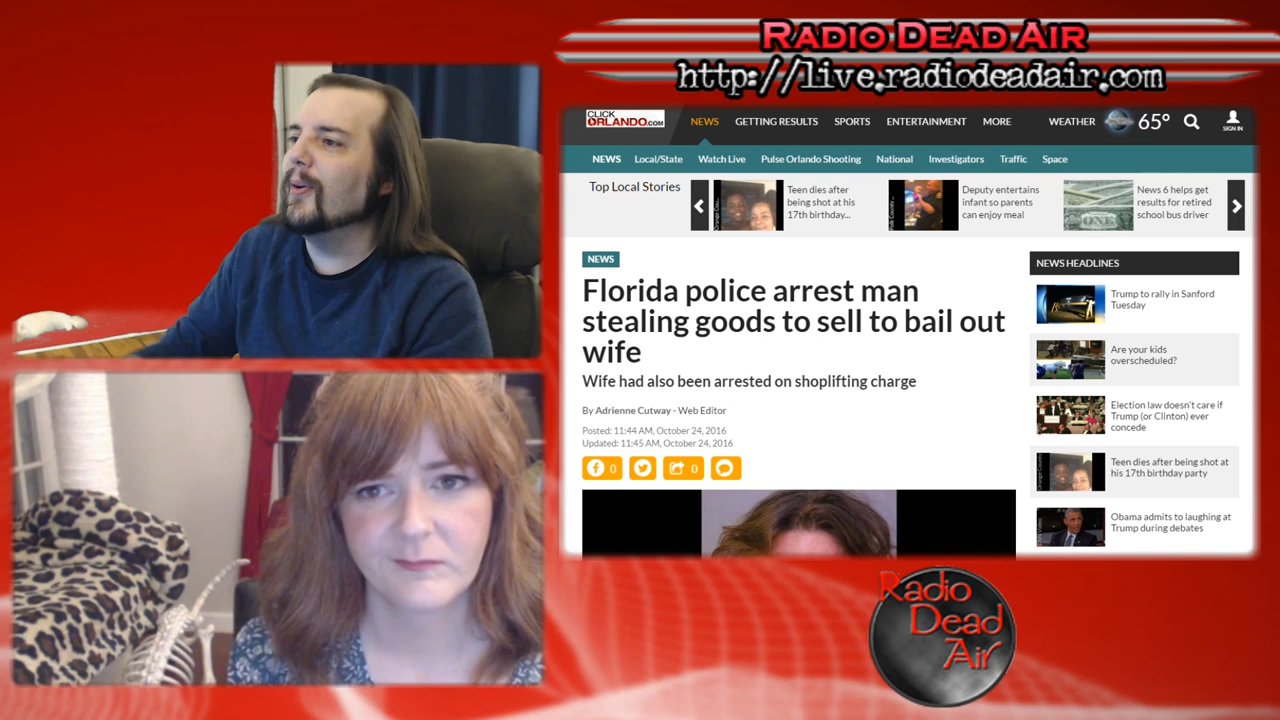 RADIO DEAD AIR
http://live.radiodeadair.com
CLICK
ORLANDO.COM
NEWS GETTING RESULTS SPORTS ENTERTAINMENT MORE WEATHER 65° SIGN IN
NEWS Local/State Watch Live Pulse Orlando Shooting National Investigators Traffic Space
Top Local Stories
Teen dies after
being shot at his
17th birthday...
Deputy entertains
infant so parents
can enjoy meal
News 6 helps get
results for retired
school bus driver
NEWS
Florida police arrest man
stealing goods to sell to bail out
wife
Wife had also been arrested on shoplifting charge
By Adrienne Cutway - Web Editor
Posted: 11:44 AM, October 24, 2016
Updated: 11:45 AM, October 24, 2016
0 0
NEWS HEADLINES
Trump to rally in Sanford
Tuesday
Are your kids
overscheduled?
Election law doesn't care if
Trump (or Clinton) ever
concede
Teen dies after being shot at
his 17th birthday party
Obama admits to laughing at
Trump during debates
Radio
Dead
Air